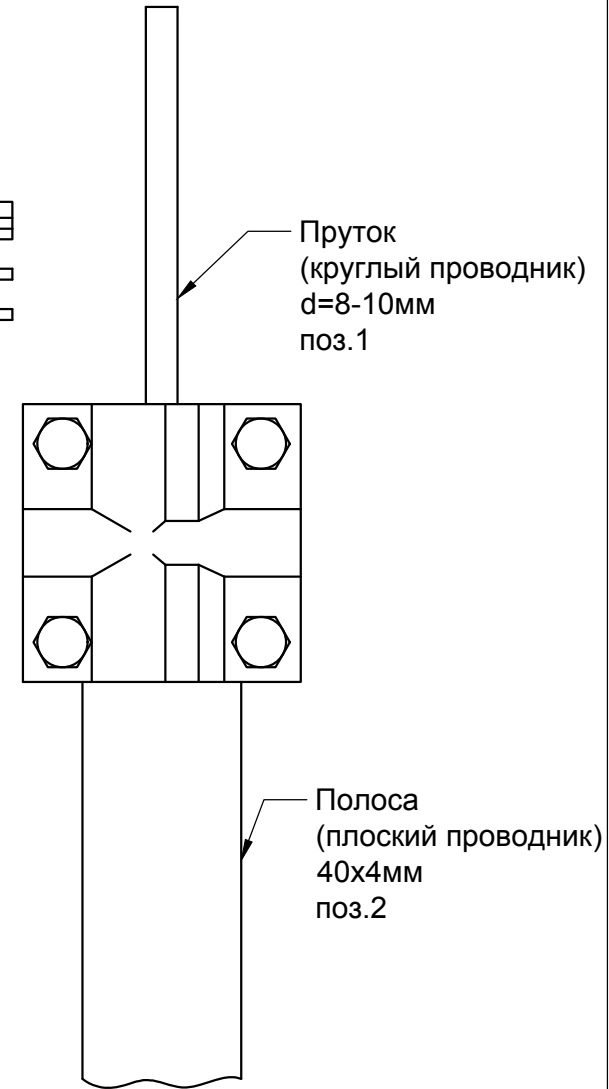 Пруток
(круглый проводник)
d=8-10мм
поз.1
Полоса
(плоский проводник)
40х4мм
поз.2